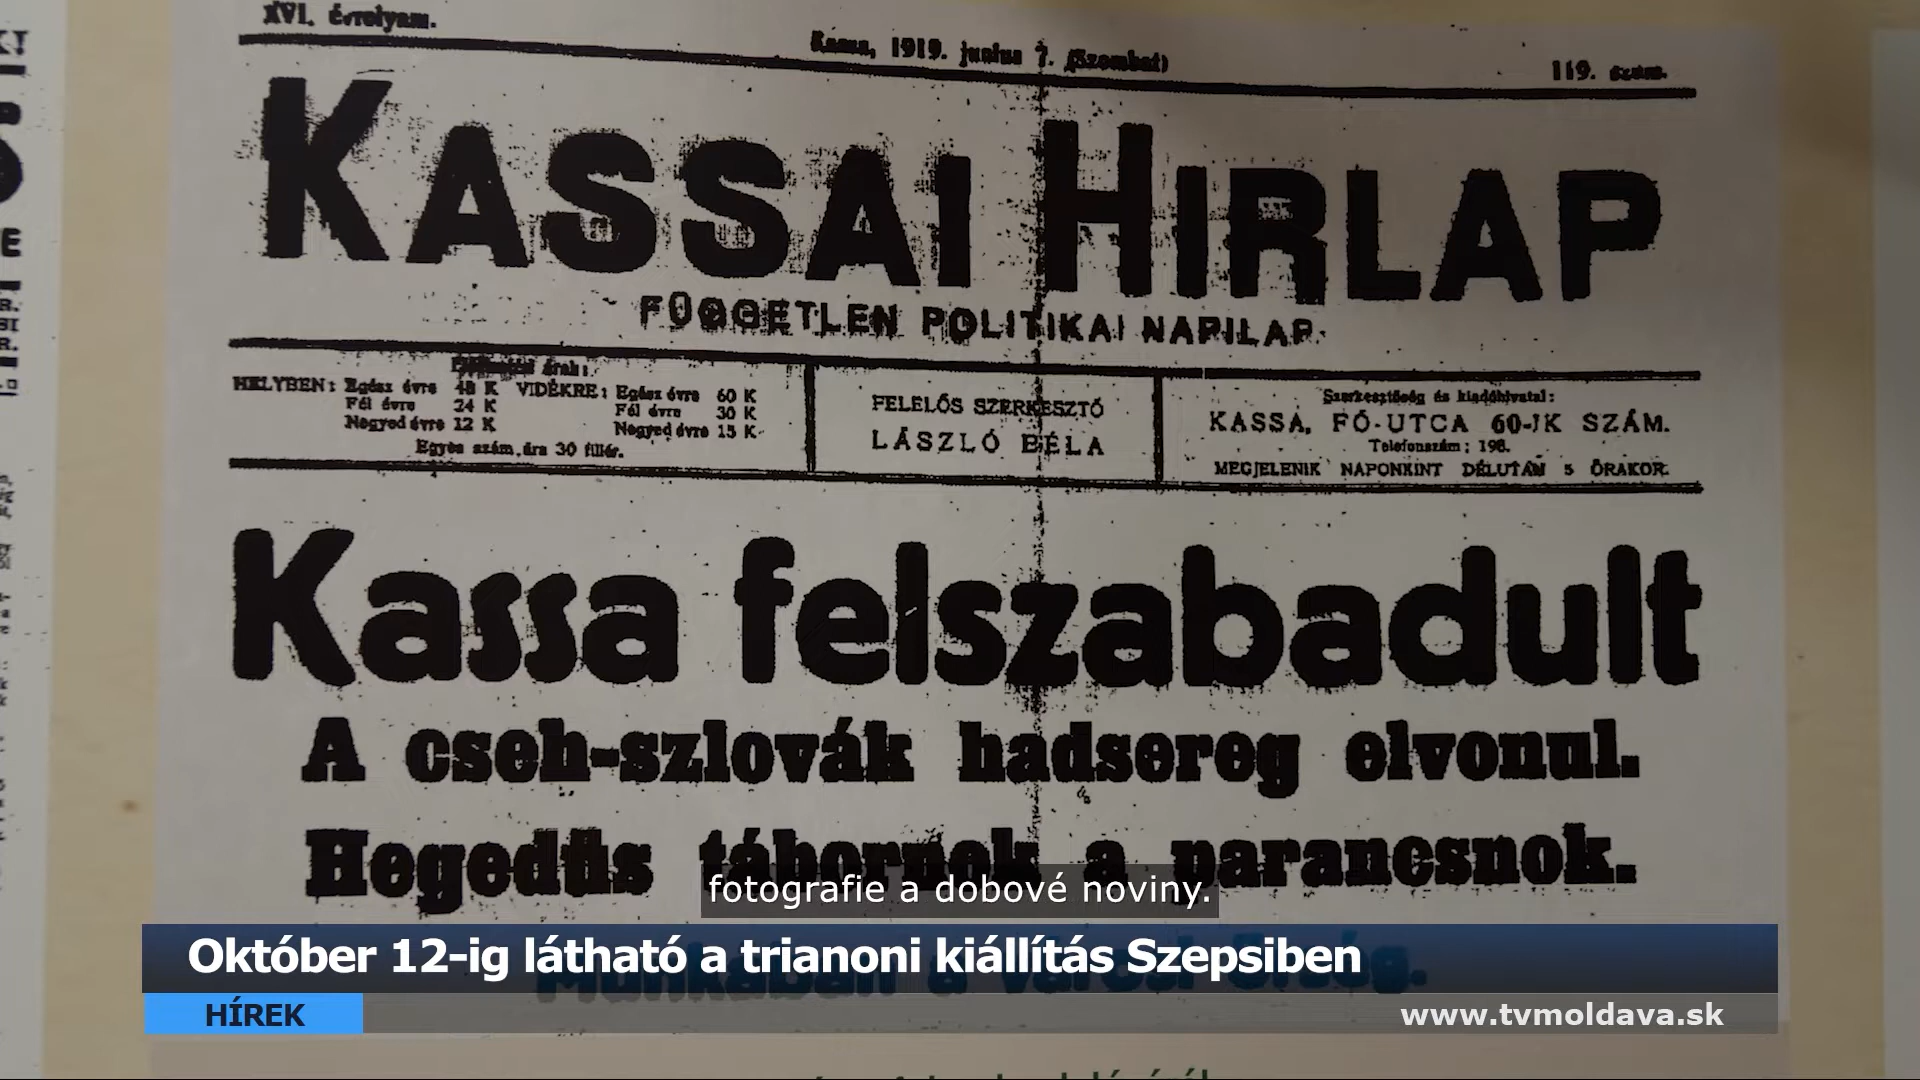 XVI. évfolyam.
Kassa, 1919. junius 7. (Szombat)
119. szám.
KASSAI HIRLAP
FÜGGETLEN POLITIKAI NAPILAP.
Előfizetési árak:
HELYBEN: Egész évre 48 K VIDÉKRE: Egész évre 60 K
Fél évre 24 K Fél évre 30 K
Negyed évre 12 K Negyed évre 15 K
Egyes szám ára 30 fillér.
FELELŐS SZERKESZTŐ
LÁSZLÓ BÉLA
Szerkesztőség és kiadóhivatal:
KASSA, FŐ-UTCA 60-IK SZÁM.
Telefonszám: 198.
MEGJELENIK NAPONKINT DÉLUTÁN 5 ÓRAKOR.
Kassa felszabadult
A cseh-szlovák hadsereg elvonul.
Hegedüs tábornok a parancsnok.
fotografie a dobové noviny.
Október 12-ig látható a trianoni kiállítás Szepsiben
HÍREK
www.tvmoldava.sk